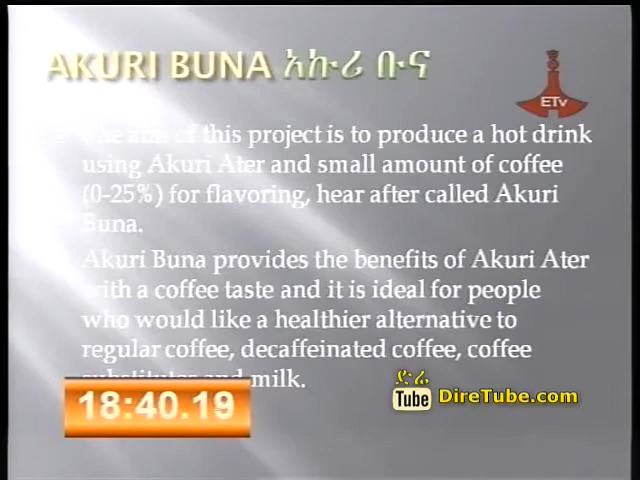 AKURI BUNA አኩሪ ቡና
ETv
The aim of this project is to produce a hot drink
using Akuri Ater and small amount of coffee
(0-25%) for flavoring, hear after called Akuri
Buna.
Akuri Buna provides the benefits of Akuri Ater
with a coffee taste and it is ideal for people
who would like a healthier alternative to
regular coffee, decaffeinated coffee, coffee
substitutes and milk.
18:40.19
ድሬ
Tube DireTube.com